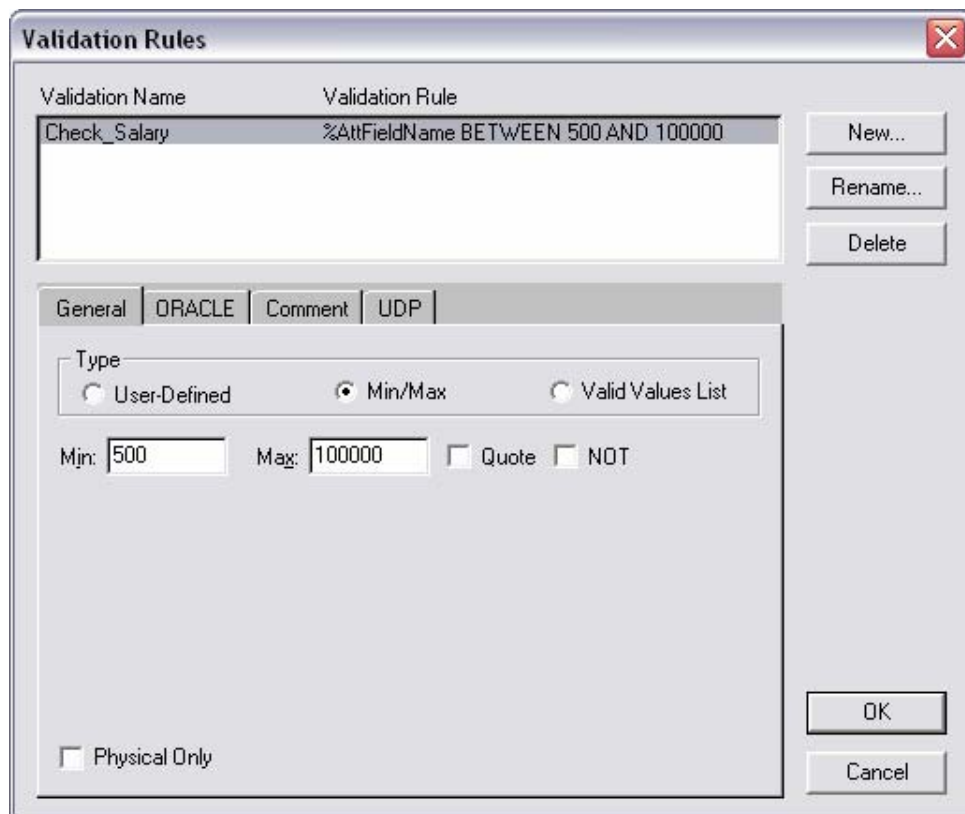 Validation Rules
Validation Name Validation Rule
Check_Salary %AttFieldName BETWEEN 500 AND 100000
New...
Rename...
Delete
General ORACLE Comment UDP
Type
User-Defined Min/Max Valid Values List
Min: 500 Max: 100000 Quote NOT
Physical Only
OK
Cancel